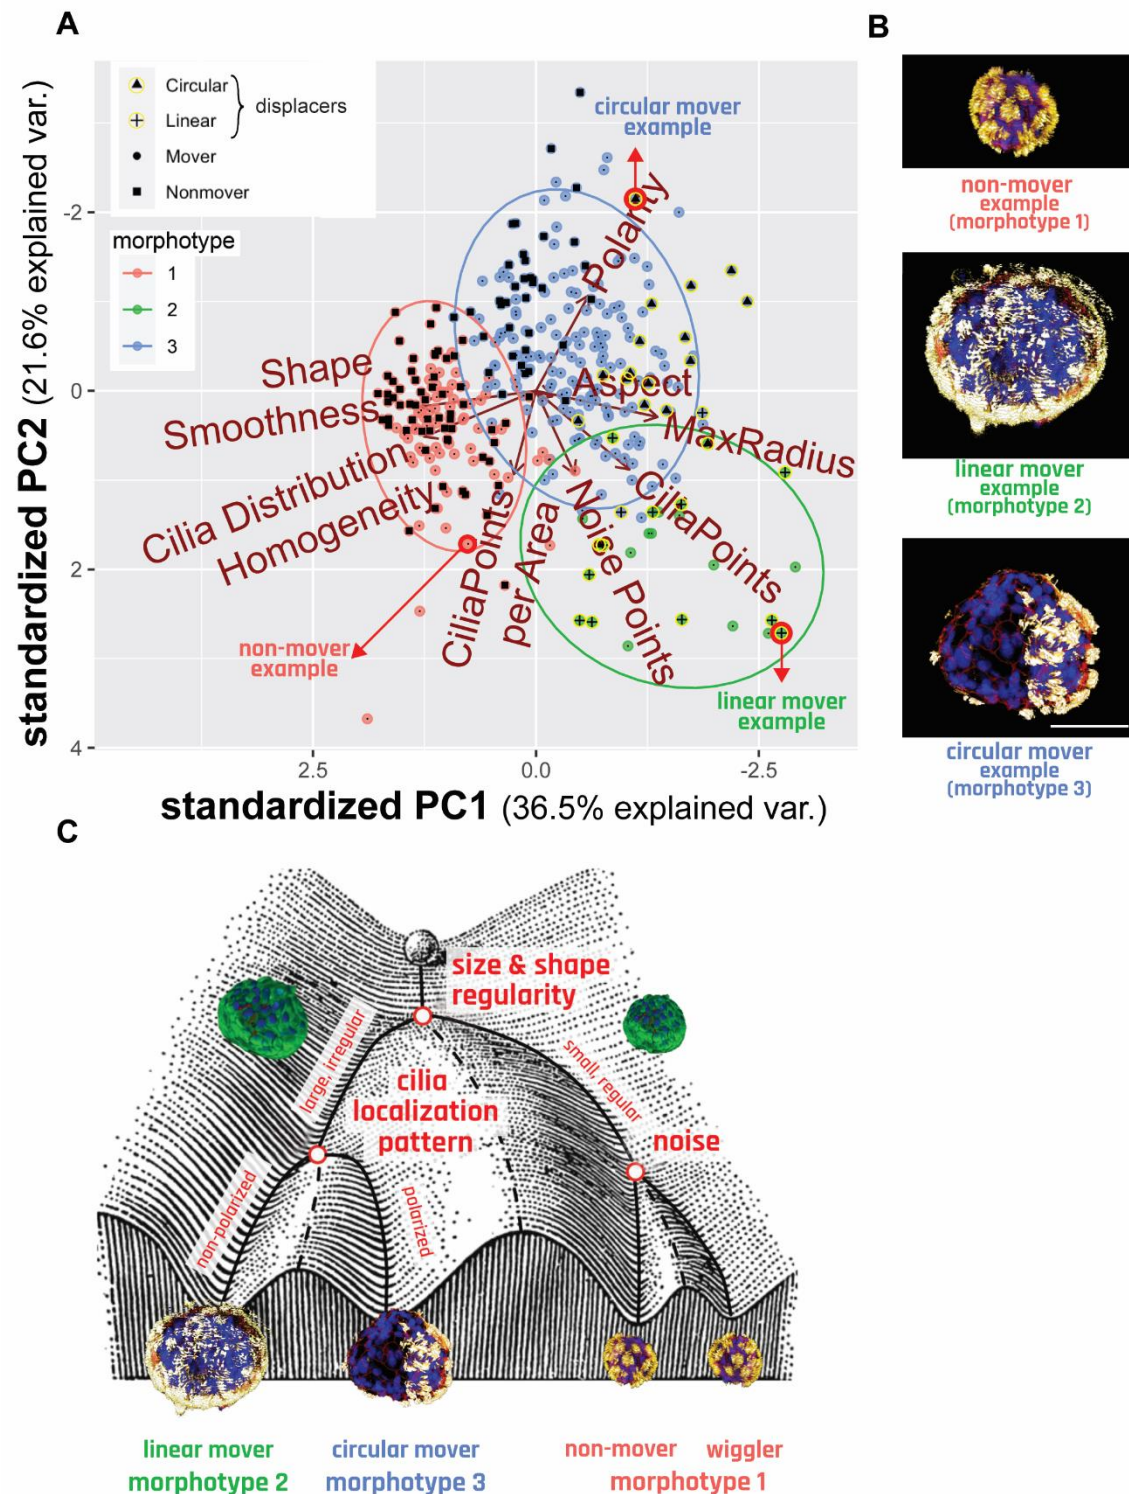 A
B
Circular
Linear
displacers
Mover
Nonmover
morphotype
1
2
3
circular mover
example
Polarity
Shape
Smoothness
Aspect
MaxRadius
Cilia Distribution
Homogeneity
CiliaPoints
per Area
Noise Points
CiliaPoints
non-mover
example
linear mover
example
-2
0
2
4
2.5
0.0
-2.5
standardized PC2 (21.6% explained var.)
standardized PC1 (36.5% explained var.)
non-mover
example
(morphotype 1)
linear mover
example
(morphotype 2)
circular mover
example
(morphotype 3)
C
size & shape
regularity
large, irregular
small, regular
cilia
localization
pattern
noise
non-polarized
polarized
linear mover
morphotype 2
circular mover
morphotype 3
non-mover
wiggler
morphotype 1